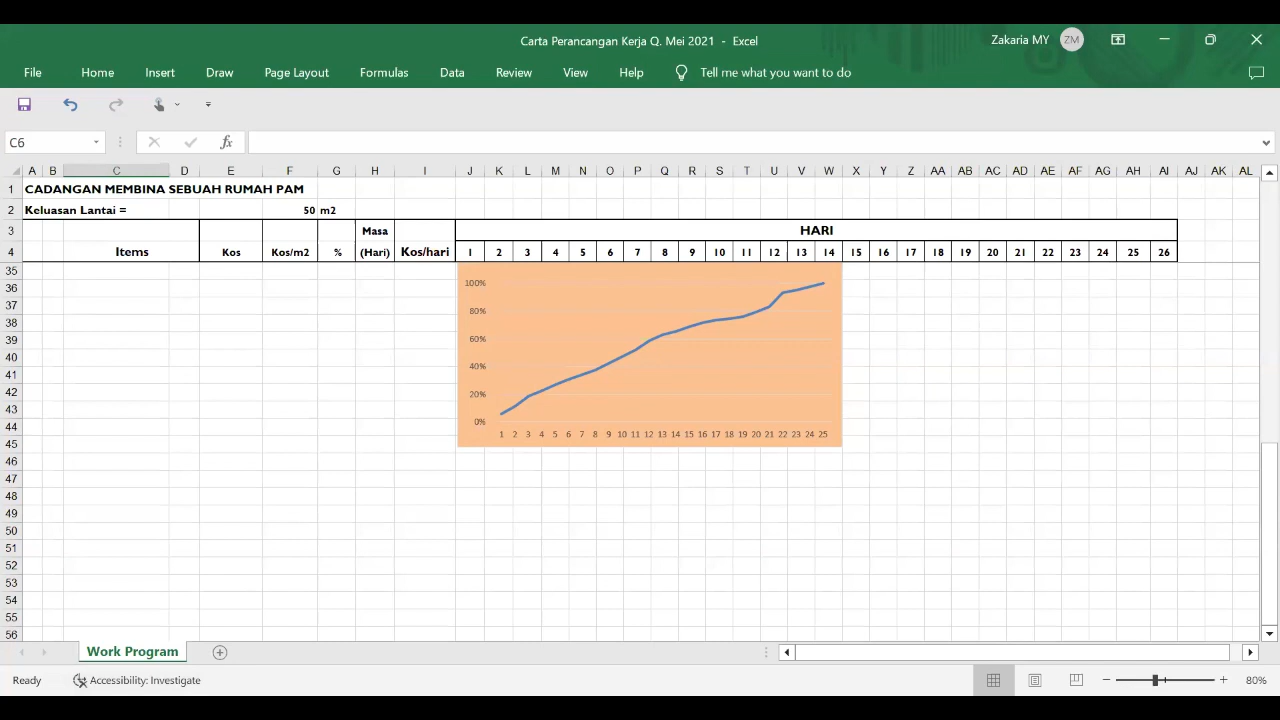 Carta Perancangan Kerja Q. Mei 2021 - Excel
Zakaria MY ZM
File Home Insert Draw Page Layout Formulas Data Review View Help Tell me what you want to do
C6 fx
A B C D E F G H I J K L M N O P Q R S T U V W X Y Z AA AB AC AD AE AF AG AH AI AJ AK AL
1 CADANGAN MEMBINA SEBUAH RUMAH PAM
2 Keluasan Lantai = 50 m2
3 Masa HARI
4 Items Kos Kos/m2 % (Hari) Kos/hari 1 2 3 4 5 6 7 8 9 10 11 12 13 14 15 16 17 18 19 20 21 22 23 24 25 26
35
36 100%
37
38 80%
39 60%
40
41 40%
42 20%
43
44 0%
1 2 3 4 5 6 7 8 9 10 11 12 13 14 15 16 17 18 19 20 21 22 23 24 25
45
46
47
48
49
50
51
52
53
54
55
56
Work Program
Ready Accessibility: Investigate 80%